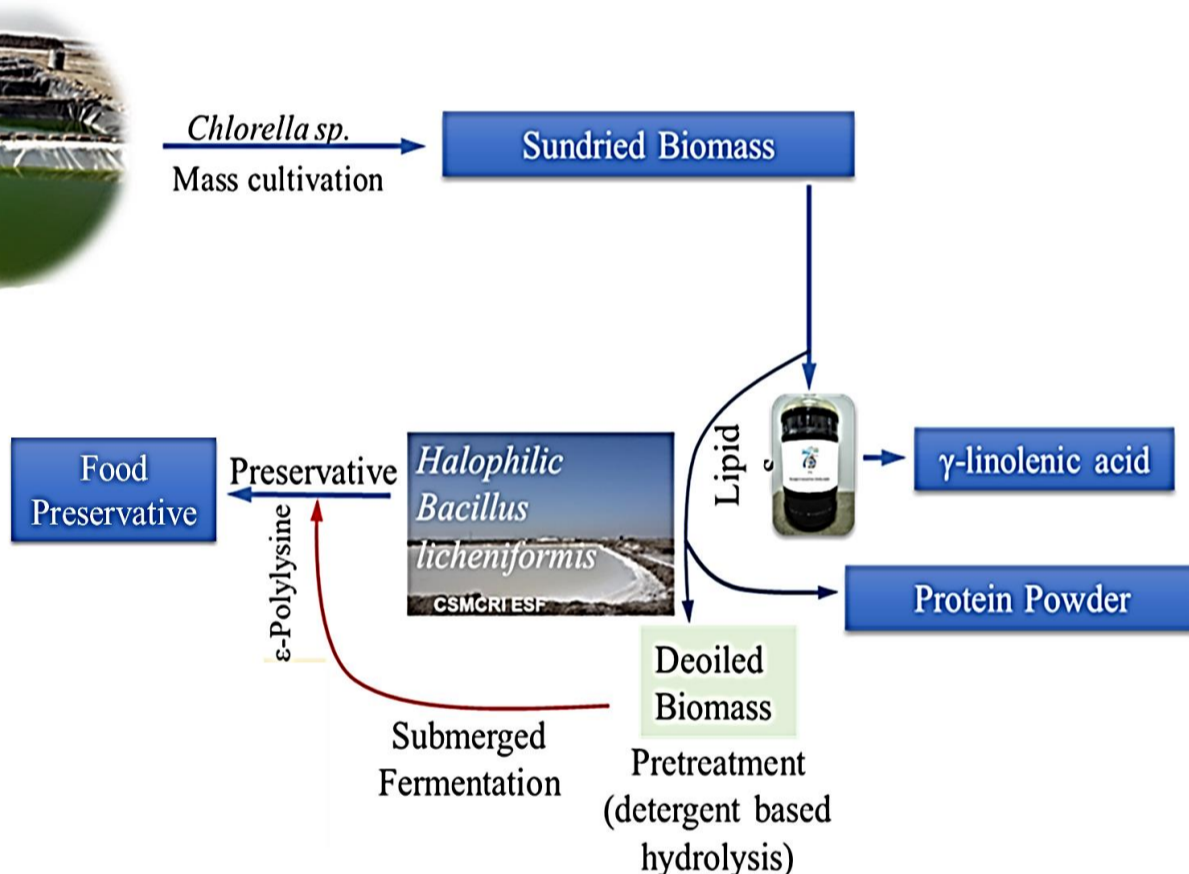 Chlorella sp.
Mass cultivation
Sundried Biomass
Lipid
s
γ-linolenic acid
Protein Powder
Halophilic
Bacillus
licheniformis
CSMCRI ESF
Preservative
ε-Polylysine
Food
Preservative
Deoiled
Biomass
Pretreatment
(detergent based
hydrolysis)
Submerged
Fermentation